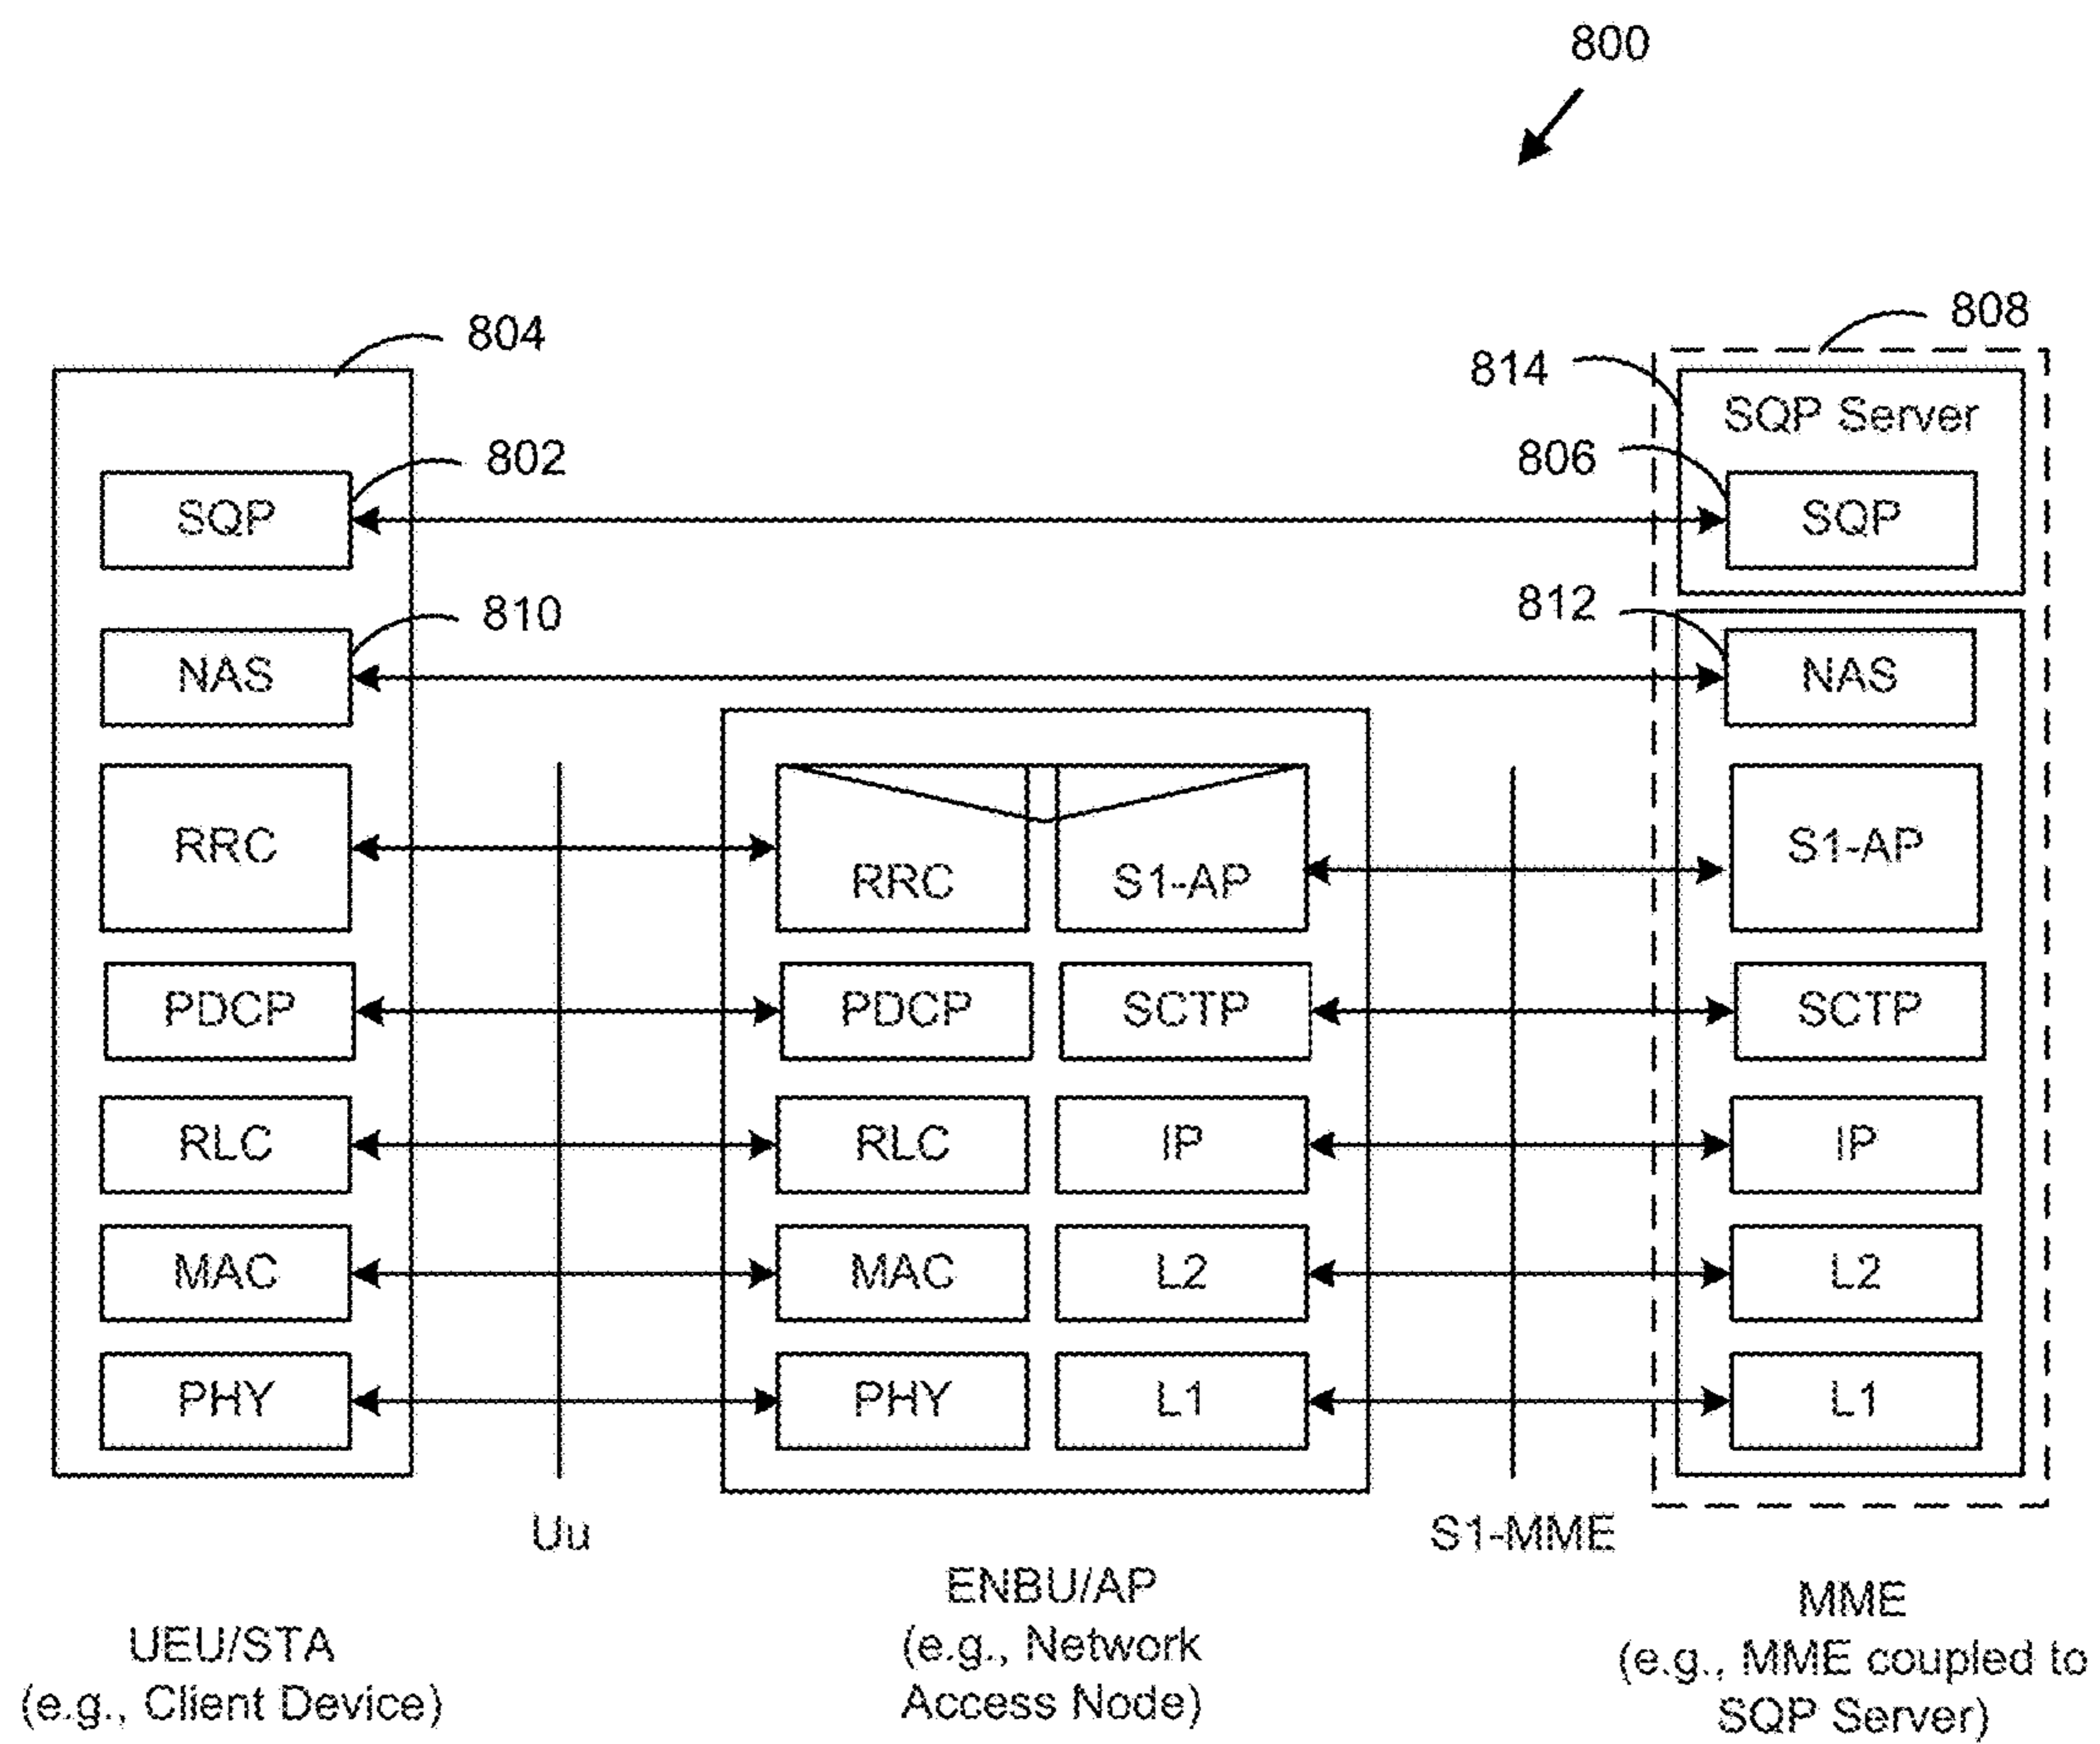 800
804
808
814
SQP Server
802
806
SQP
SQP
810
812
NAS
NAS
RRC
RRC
S1-AP
S1-AP
PDCP
PDCP
SCTP
SCTP
RLC
RLC
IP
IP
MAC
MAC
L2
L2
PHY
PHY
L1
L1
Uu
S1-MME
UEU/STA
(e.g., Client Device)
ENBU/AP
(e.g., Network
Access Node)
MME
(e.g., MME coupled to
SQP Server)